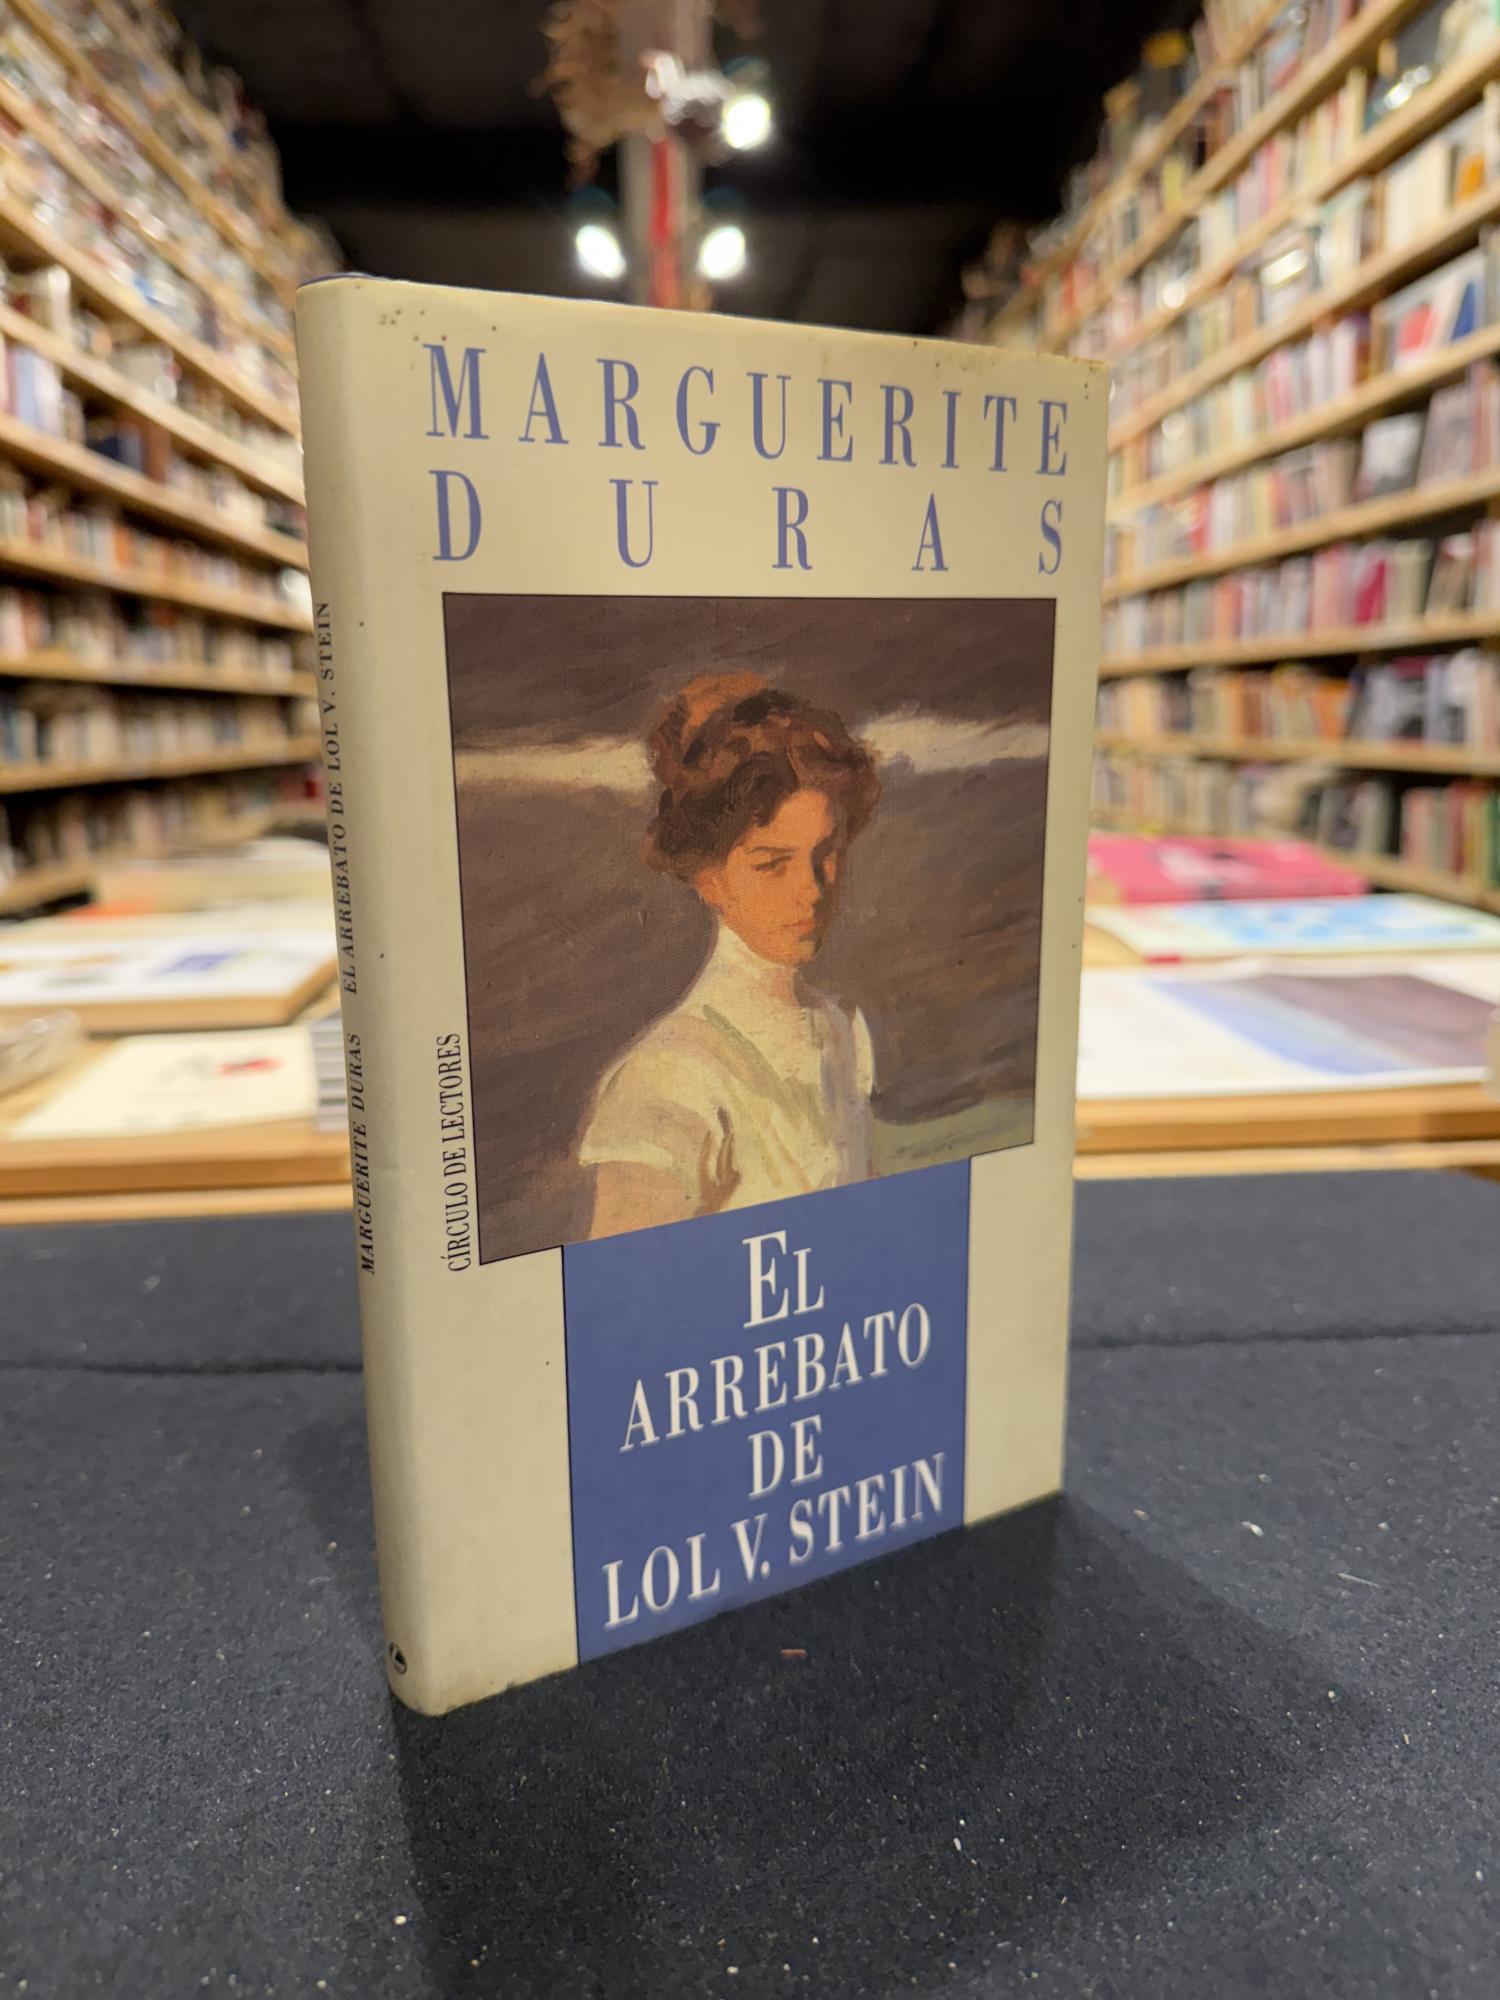 MARGUERITE
DURAS
CÍRCULO DE LECTORES
EL
ARREBATO
DE
LOL V. STEIN
MARGUERITE DURAS EL ARREBATO DE LOL V. STEIN